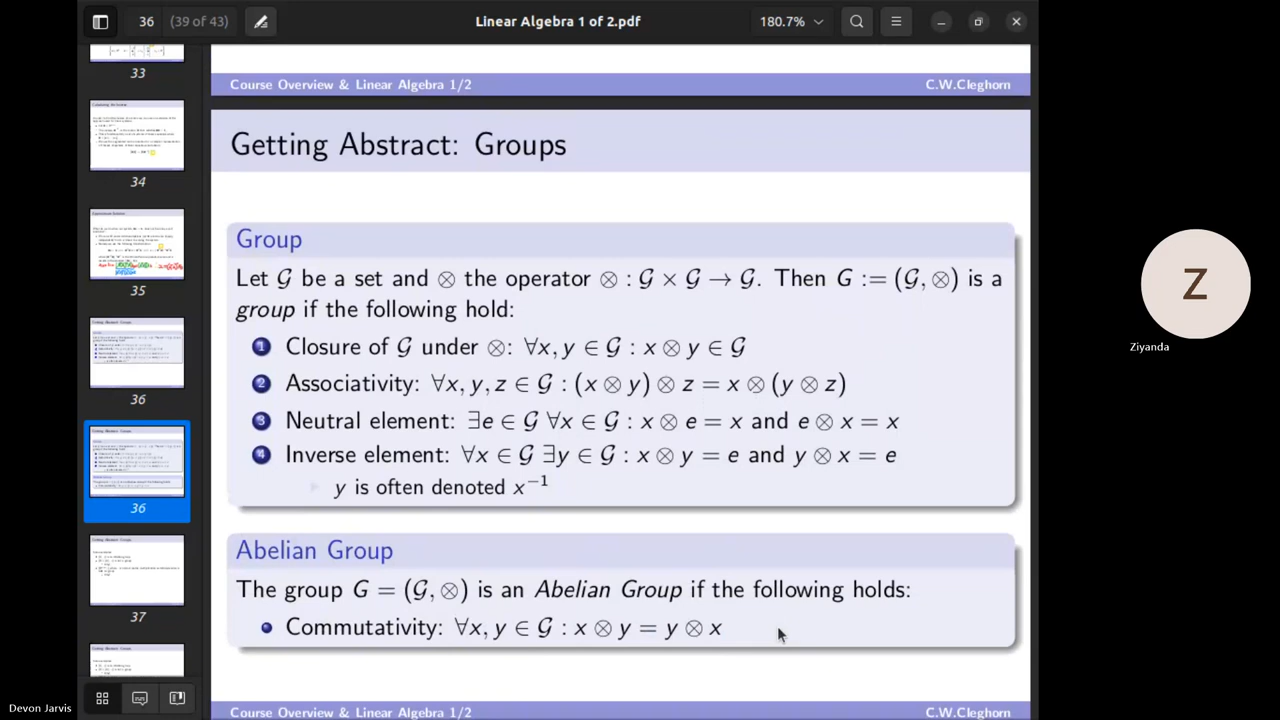 36 (39 of 43)
Linear Algebra 1 of 2.pdf
180.7%
33
34
35
36
36
37
Course Overview & Linear Algebra 1/2 C.W.Cleghorn
Getting Abstract: Groups
Group
Let 𝒢 be a set and ⊗ the operator ⊗ : 𝒢 × 𝒢 → 𝒢. Then G := (𝒢, ⊗) is a
group if the following hold:
1 Closure of 𝒢 under ⊗: ∀x, y ∈ 𝒢 : x ⊗ y ∈ 𝒢
2 Associativity: ∀x, y, z ∈ 𝒢 : (x ⊗ y) ⊗ z = x ⊗ (y ⊗ z)
3 Neutral element: ∃e ∈ 𝒢 ∀x ∈ 𝒢 : x ⊗ e = x and e ⊗ x = x
4 Inverse element: ∀x ∈ 𝒢 ∃y ∈ 𝒢 : x ⊗ y = e and y ⊗ x = e
y is often denoted x⁻¹
Abelian Group
The group G = (𝒢, ⊗) is an Abelian Group if the following holds:
Commutativity: ∀x, y ∈ 𝒢 : x ⊗ y = y ⊗ x
Course Overview & Linear Algebra 1/2 C.W.Cleghorn
Z
Ziyanda
Devon Jarvis